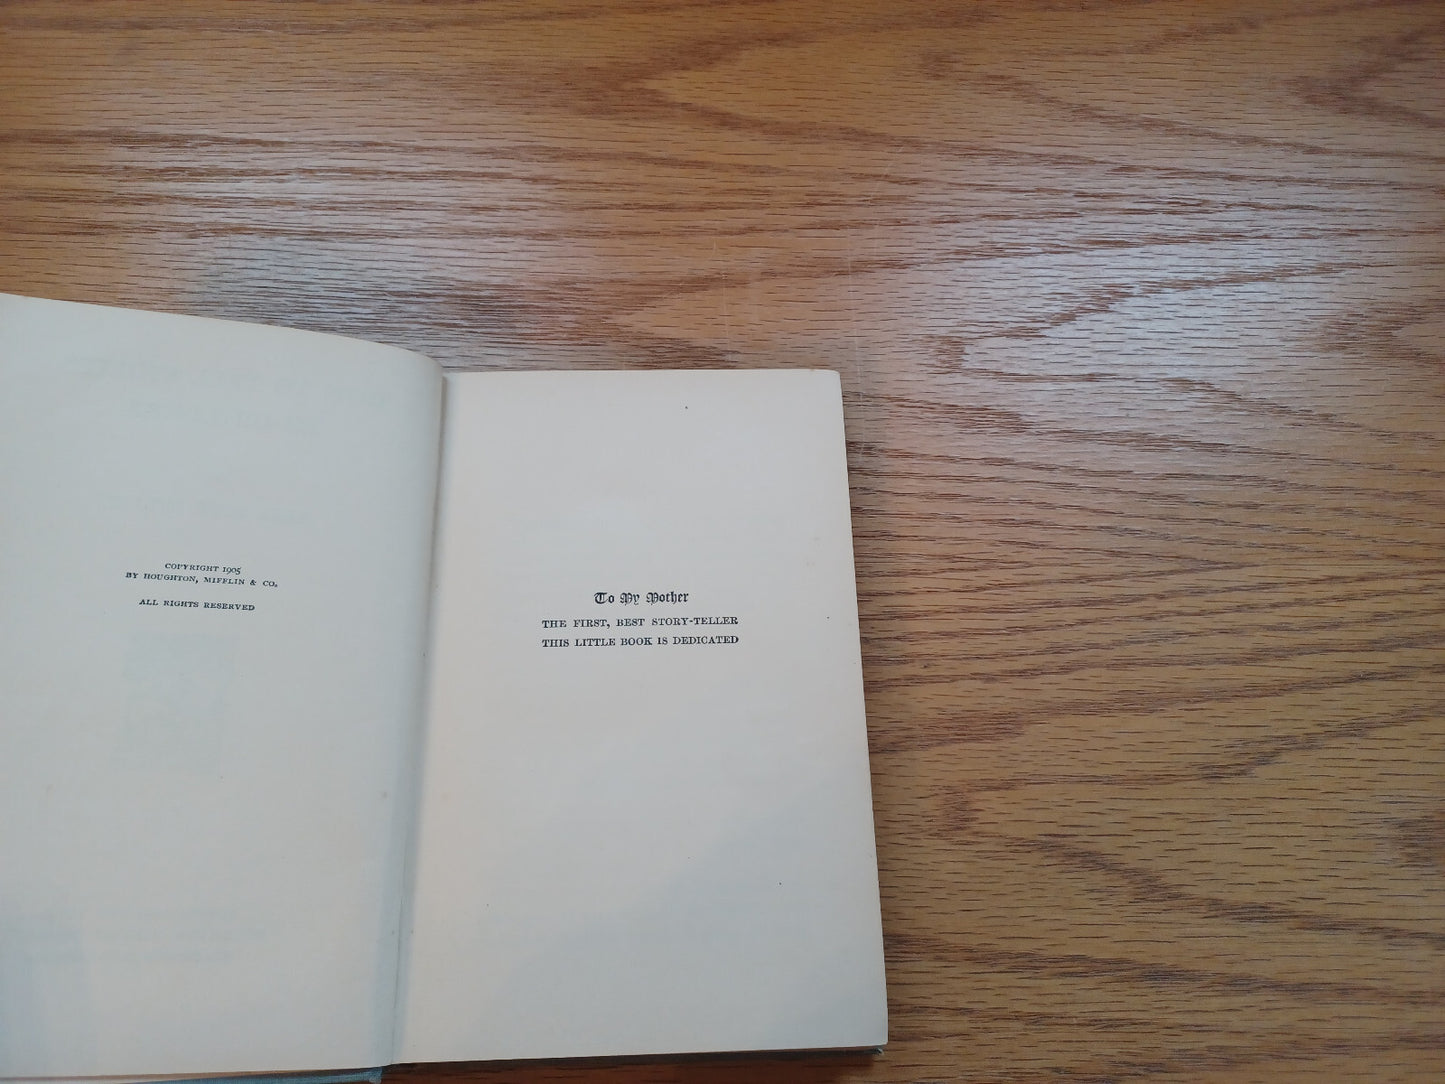 COPYRIGHT 1905
BY HOUGHTON, MIFFLIN & CO.
ALL RIGHTS RESERVED
To My Mother
THE FIRST, BEST STORY-TELLER
THIS LITTLE BOOK IS DEDICATED